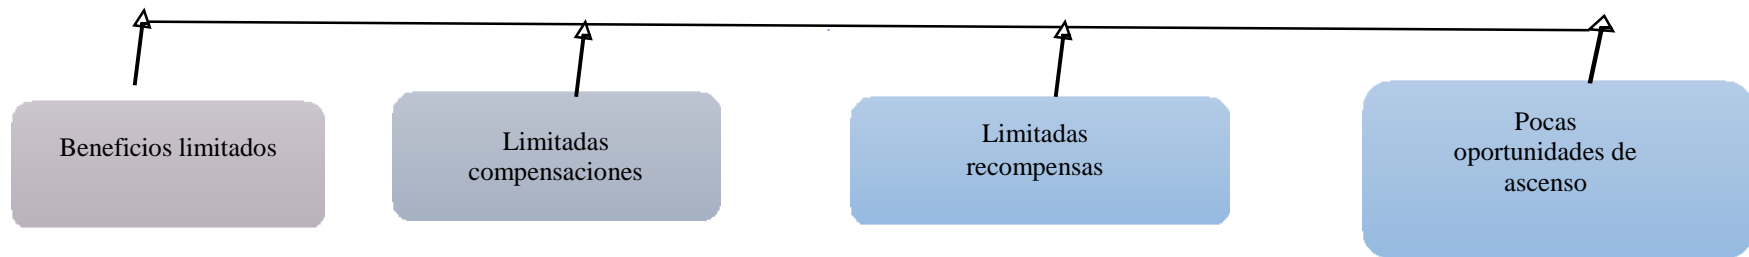 Beneficios limitados
Limitadas
compensaciones
Limitadas
recompensas
Pocas
oportunidades de
ascenso